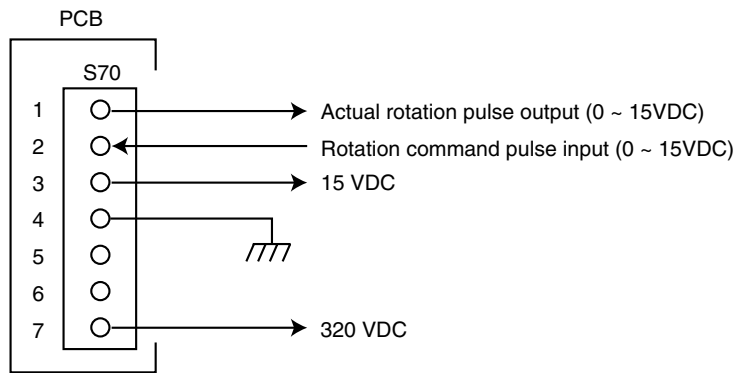 PCB
S70
1 Actual rotation pulse output (0 ~ 15VDC)
2 Rotation command pulse input (0 ~ 15VDC)
3 15 VDC
4
5
6
7 320 VDC